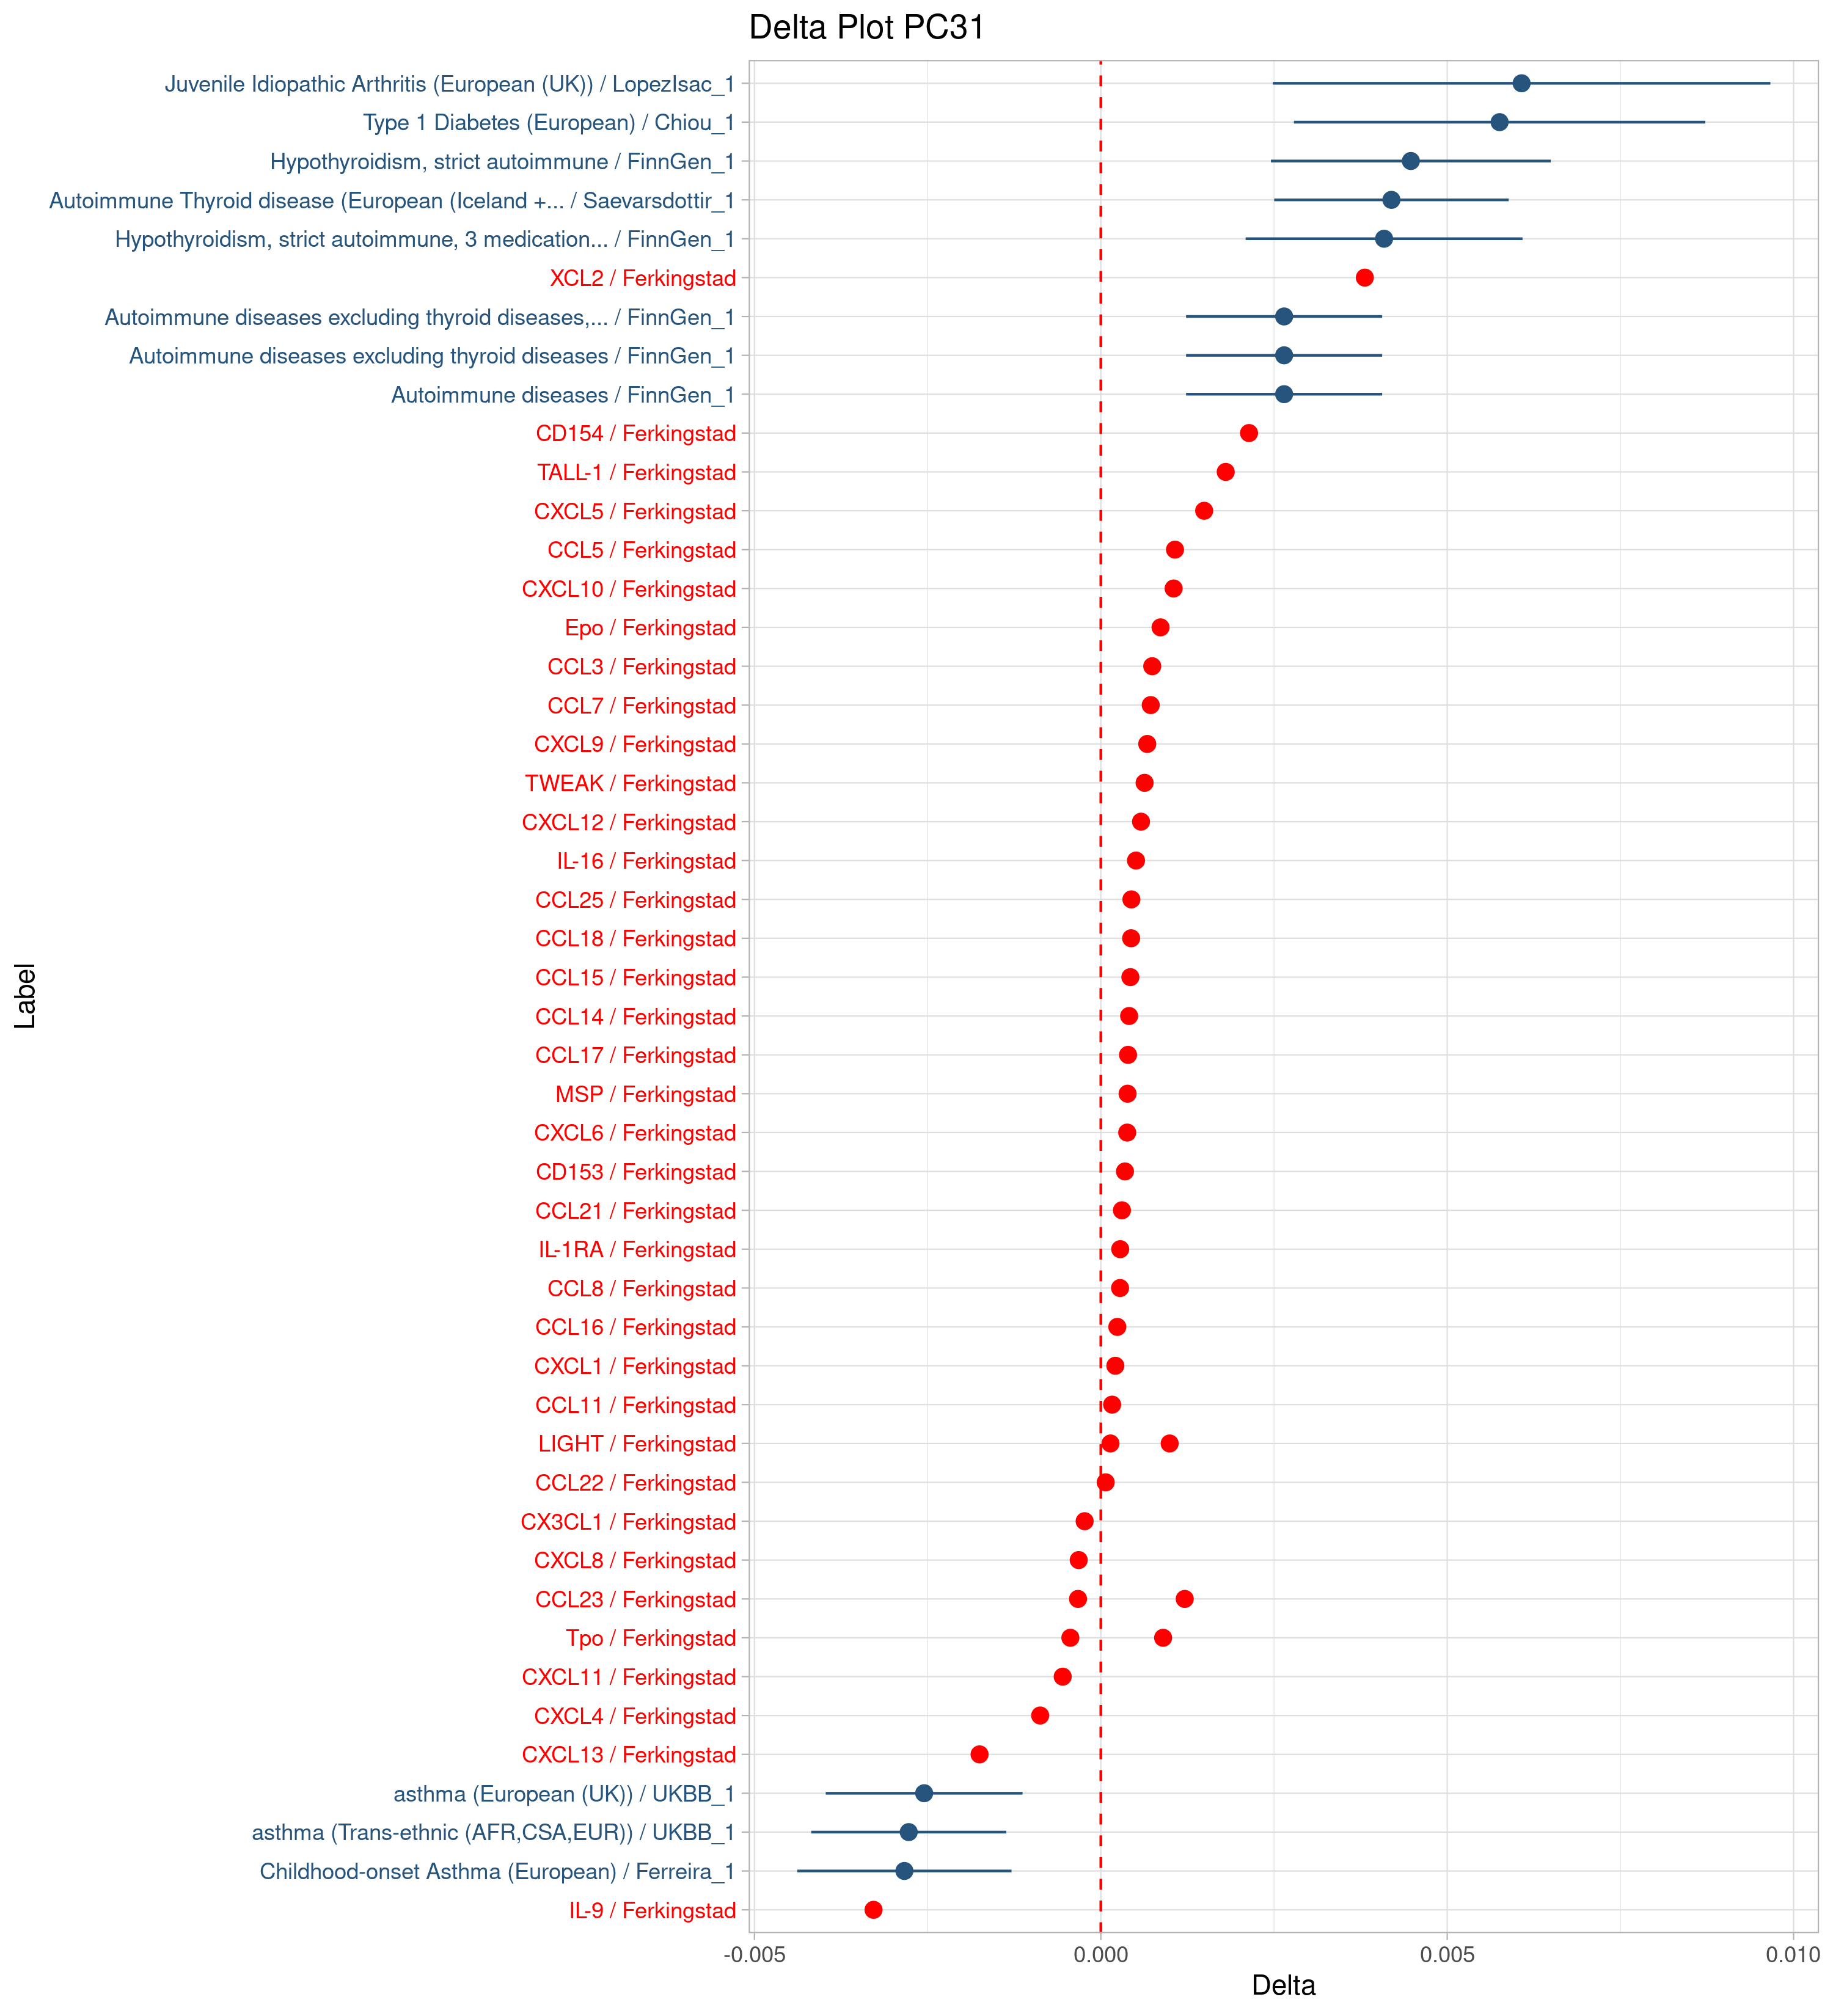 Delta Plot PC31
Juvenile Idiopathic Arthritis (European (UK)) / LopezIsac_1
Type 1 Diabetes (European) / Chiou_1
Hypothyroidism, strict autoimmune / FinnGen_1
Autoimmune Thyroid disease (European (Iceland +... / Saevarsdottir_1
Hypothyroidism, strict autoimmune, 3 medication... / FinnGen_1
XCL2 / Ferkingstad
Autoimmune diseases excluding thyroid diseases,... / FinnGen_1
Autoimmune diseases excluding thyroid diseases / FinnGen_1
Autoimmune diseases / FinnGen_1
CD154 / Ferkingstad
TALL-1 / Ferkingstad
CXCL5 / Ferkingstad
CCL5 / Ferkingstad
CXCL10 / Ferkingstad
Epo / Ferkingstad
CCL3 / Ferkingstad
CCL7 / Ferkingstad
CXCL9 / Ferkingstad
TWEAK / Ferkingstad
CXCL12 / Ferkingstad
IL-16 / Ferkingstad
CCL25 / Ferkingstad
CCL18 / Ferkingstad
CCL15 / Ferkingstad
CCL14 / Ferkingstad
CCL17 / Ferkingstad
MSP / Ferkingstad
CXCL6 / Ferkingstad
CD153 / Ferkingstad
CCL21 / Ferkingstad
IL-1RA / Ferkingstad
CCL8 / Ferkingstad
CCL16 / Ferkingstad
CXCL1 / Ferkingstad
CCL11 / Ferkingstad
LIGHT / Ferkingstad
CCL22 / Ferkingstad
CX3CL1 / Ferkingstad
CXCL8 / Ferkingstad
CCL23 / Ferkingstad
Tpo / Ferkingstad
CXCL11 / Ferkingstad
CXCL4 / Ferkingstad
CXCL13 / Ferkingstad
asthma (European (UK)) / UKBB_1
asthma (Trans-ethnic (AFR,CSA,EUR)) / UKBB_1
Childhood-onset Asthma (European) / Ferreira_1
IL-9 / Ferkingstad
Label
-0.005 0.000 0.005 0.010
Delta